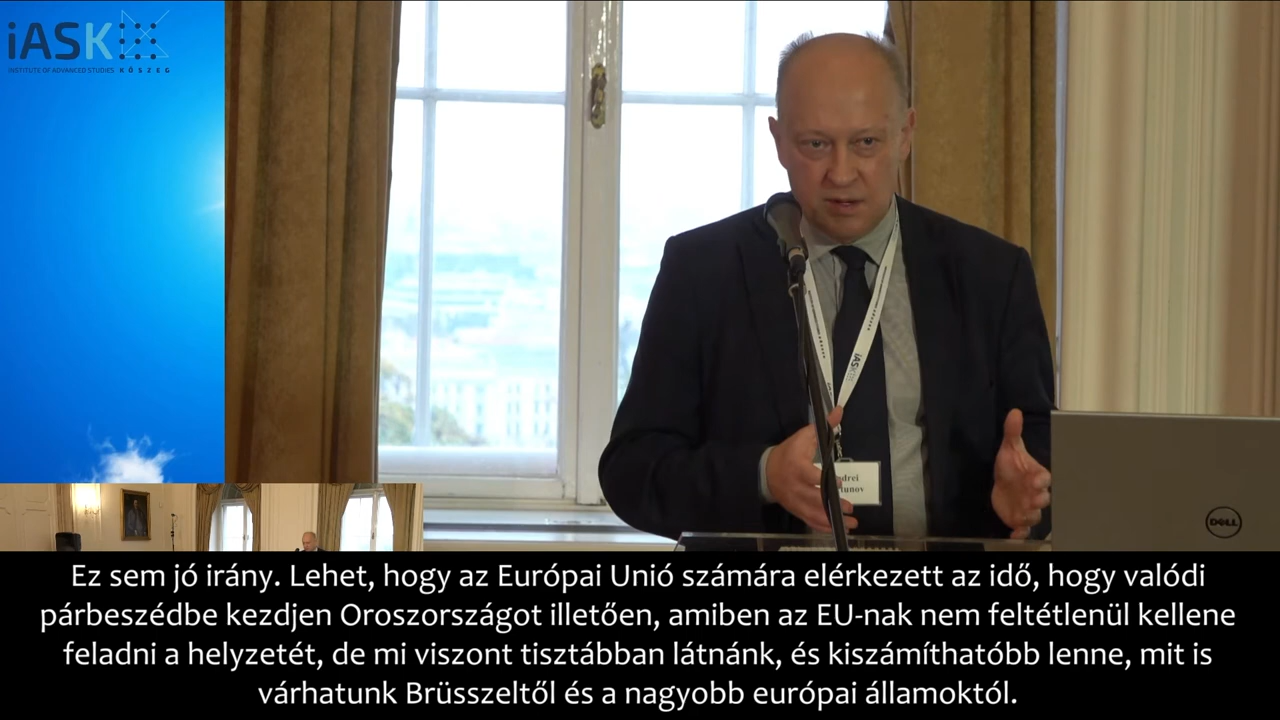 iASK
INSTITUTE OF ADVANCED STUDIES KŐSZEG
iASK
DELL
Ez sem jó irány. Lehet, hogy az Európai Unió számára elérkezett az idő, hogy valódi
párbeszédbe kezdjen Oroszországot illetően, amiben az EU-nak nem feltétlenül kellene
feladni a helyzetét, de mi viszont tisztábban látnánk, és kiszámíthatóbb lenne, mit is
várhatunk Brüsszeltől és a nagyobb európai államoktól.